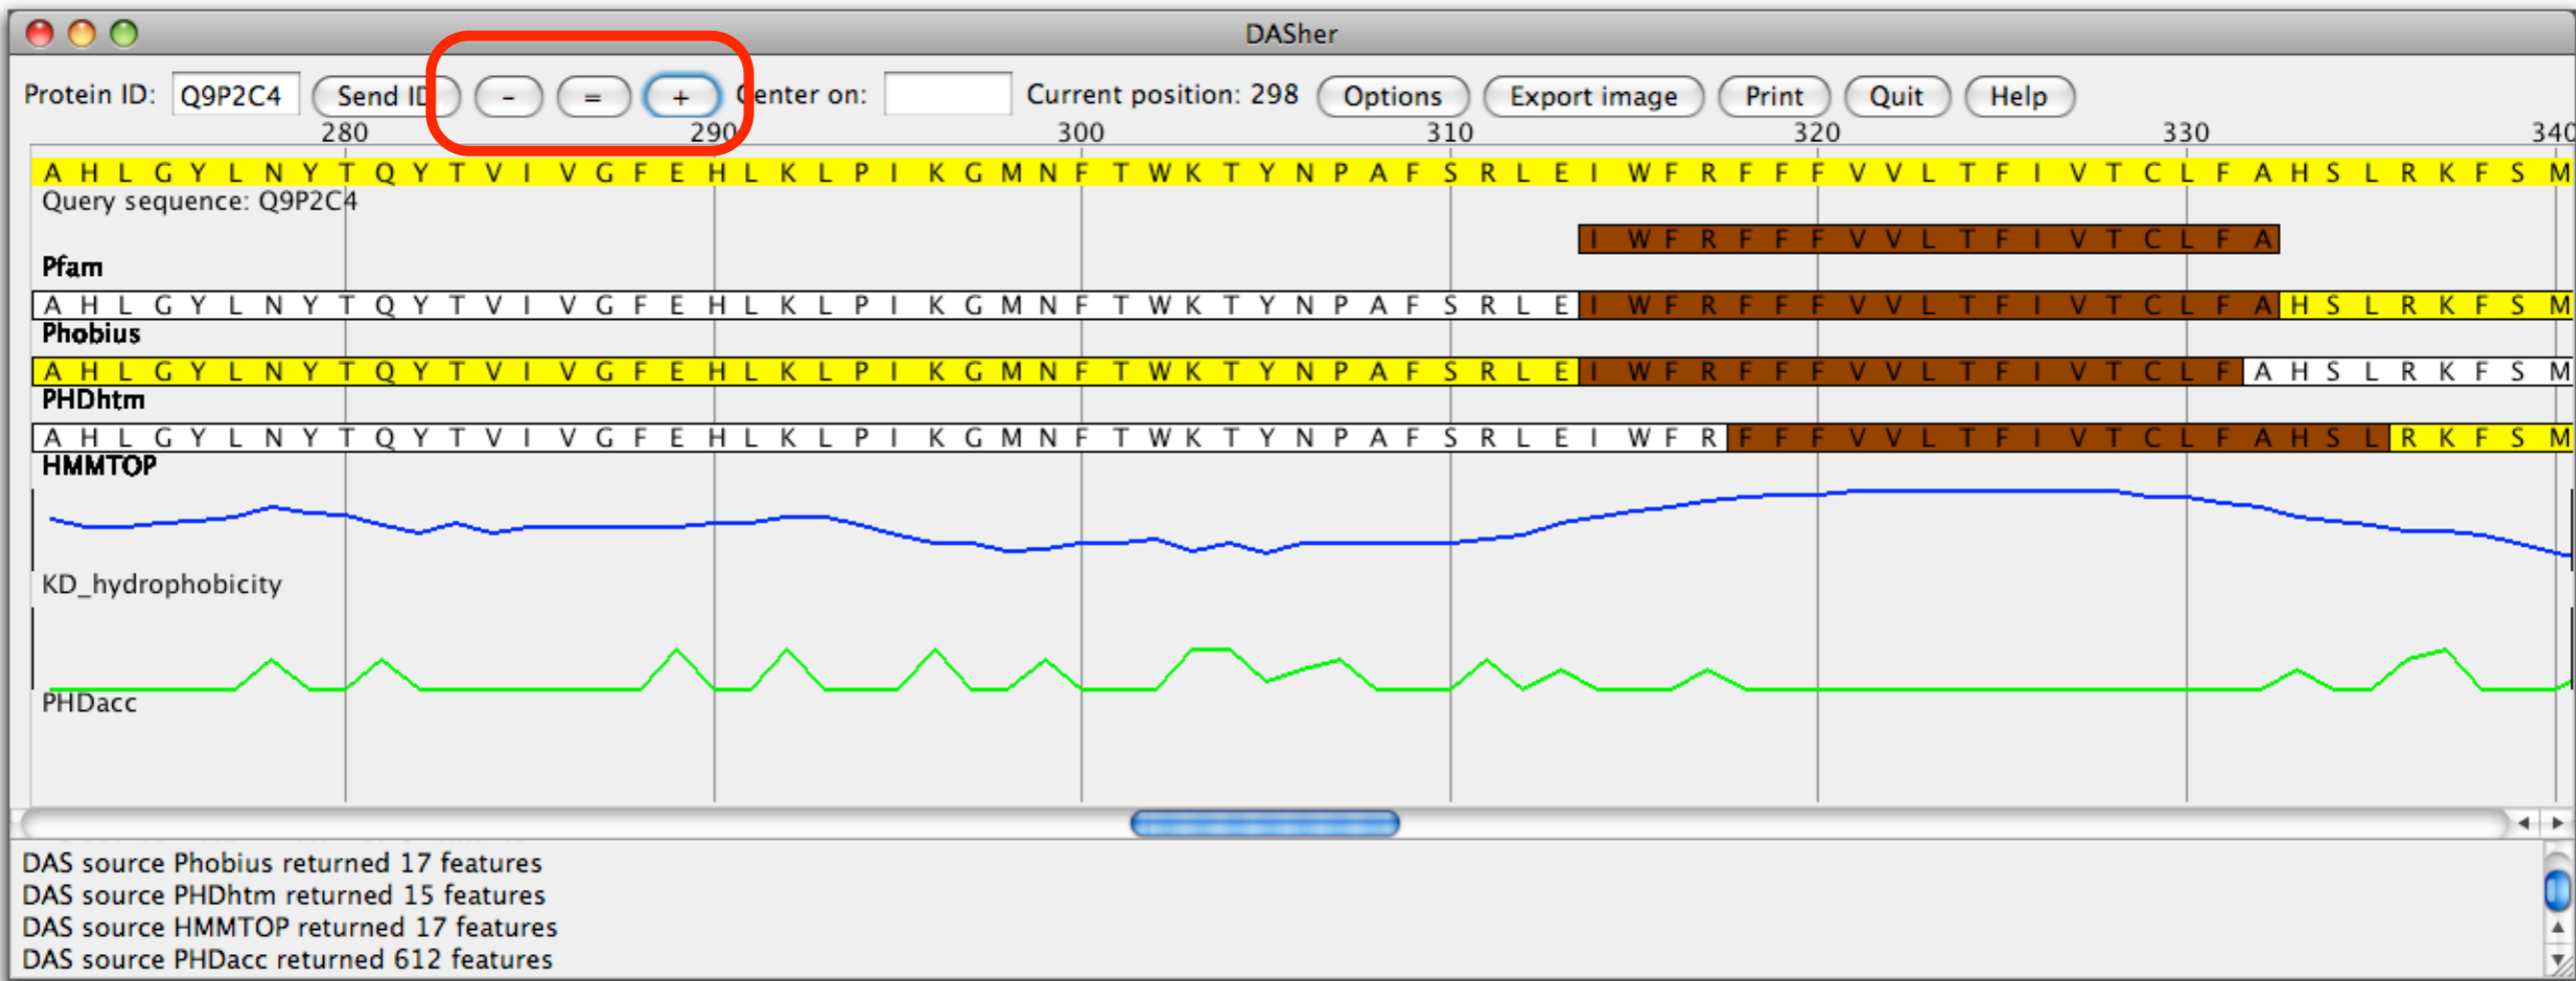 DASher
Protein ID: Q9P2C4 Send ID - = + Center on: Current position: 298 Options Export image Print Quit Help
280 290 300 310 320 330 340
A H L G Y L N Y T Q Y T V I V G F E H L K L P I K G M N F T W K T Y N P A F S R L E I W F R F F F V V L T F I V T C L F A H S L R K F S M
Query sequence: Q9P2C4
I W F R F F F V V L T F I V T C L F A
Pfam
A H L G Y L N Y T Q Y T V I V G F E H L K L P I K G M N F T W K T Y N P A F S R L E I W F R F F F V V L T F I V T C L F A H S L R K F S M
Phobius
A H L G Y L N Y T Q Y T V I V G F E H L K L P I K G M N F T W K T Y N P A F S R L E I W F R F F F V V L T F I V T C L F A H S L R K F S M
PHDhtm
A H L G Y L N Y T Q Y T V I V G F E H L K L P I K G M N F T W K T Y N P A F S R L E I W F R F F F V V L T F I V T C L F A H S L R K F S M
HMMTOP
KD_hydrophobicity
PHDacc
DAS source Phobius returned 17 features
DAS source PHDhtm returned 15 features
DAS source HMMTOP returned 17 features
DAS source PHDacc returned 612 features